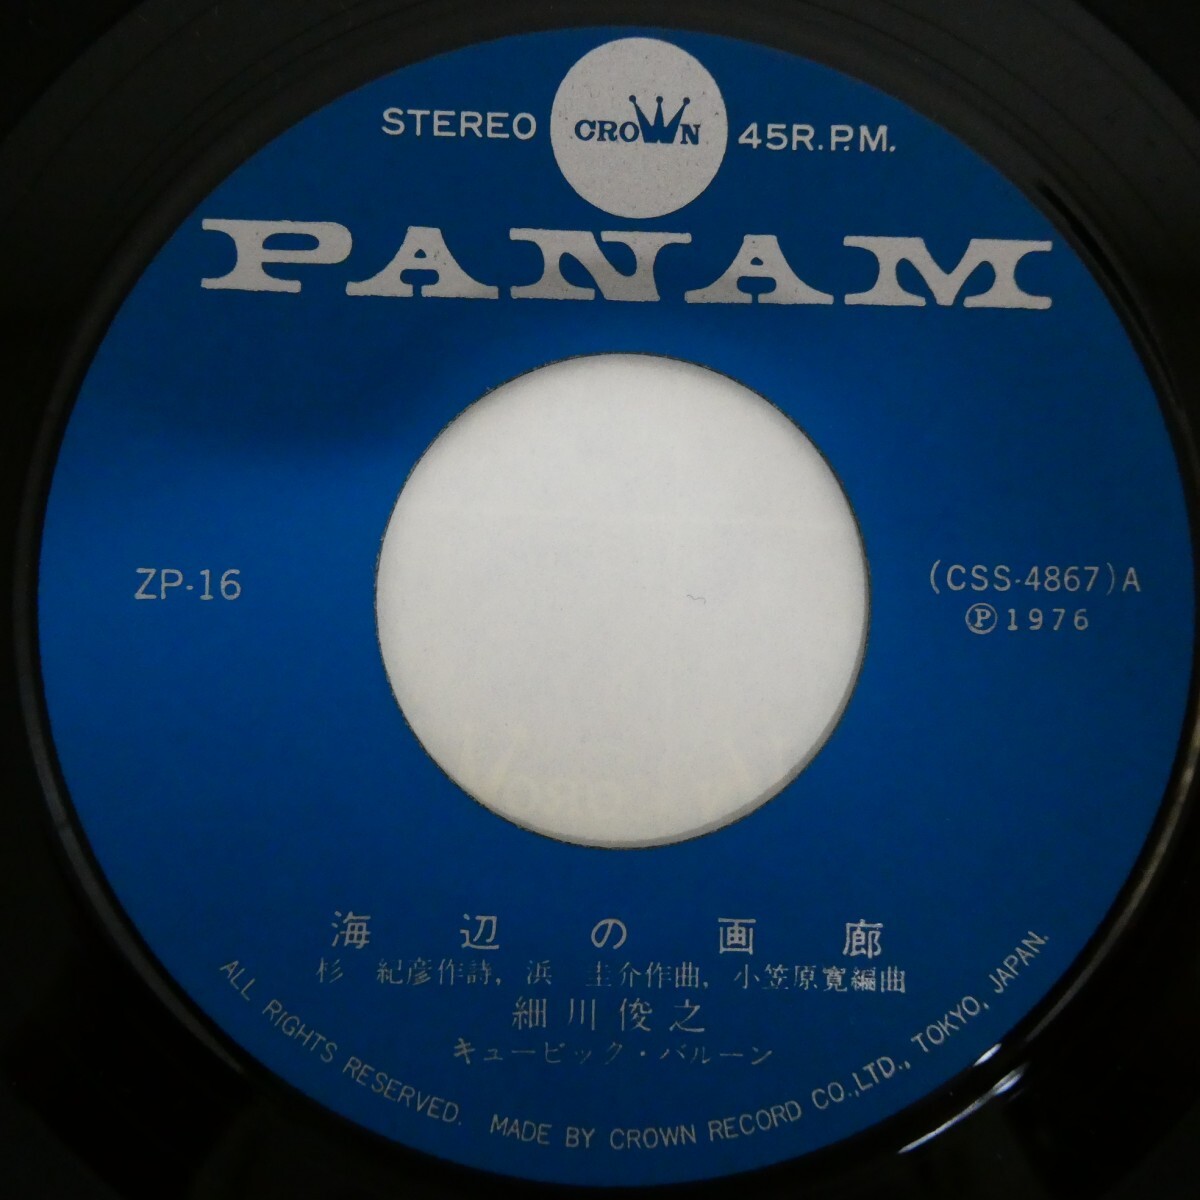 STEREO CROWN 45R.P.M.
PANAM
ZP-16
(CSS-4867)A
Ⓟ1976
海辺の画廊
杉 紀彦作詩, 浜 圭介作曲, 小笠原寛編曲
細川俊之
キュービック・バルーン
ALL RIGHTS RESERVED. MADE BY CROWN RECORD CO.,LTD., TOKYO, JAPAN.